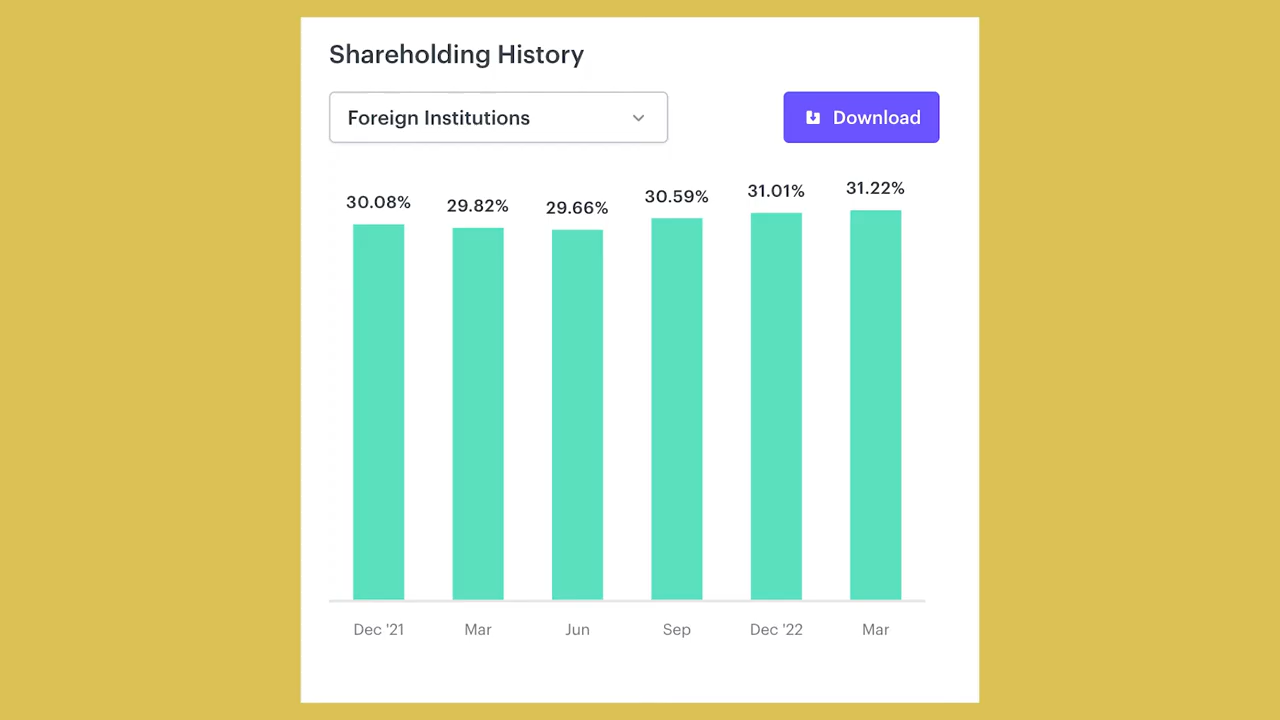 Shareholding History
Foreign Institutions
Download
30.08% 29.82% 29.66% 30.59% 31.01% 31.22%
Dec '21 Mar Jun Sep Dec '22 Mar